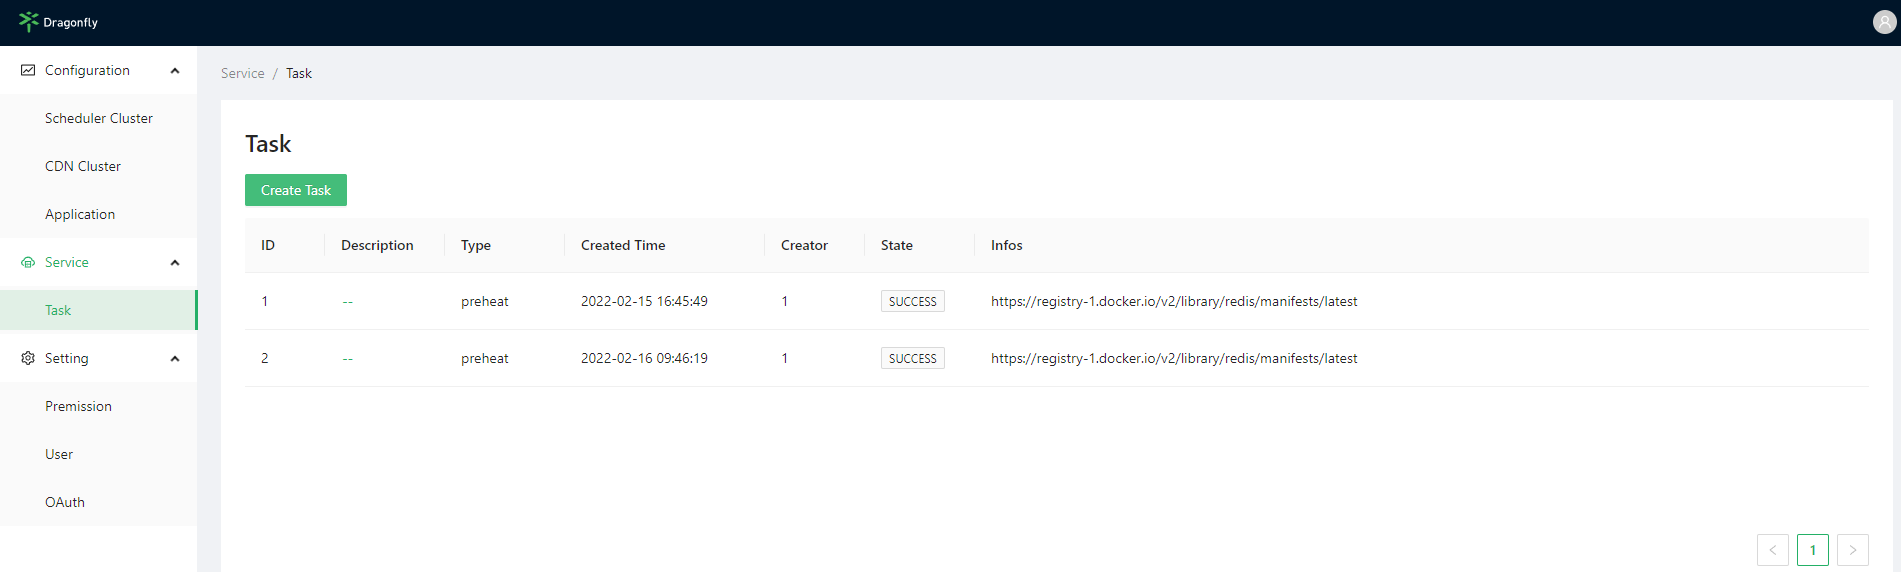 Dragonfly
Configuration
Scheduler Cluster
CDN Cluster
Application
Service
Task
Setting
Premission
User
OAuth
Service / Task
Task
Create Task
ID Description Type Created Time Creator State Infos
1 -- preheat 2022-02-15 16:45:49 1 SUCCESS https://registry-1.docker.io/v2/library/redis/manifests/latest
2 -- preheat 2022-02-16 09:46:19 1 SUCCESS https://registry-1.docker.io/v2/library/redis/manifests/latest
< 1 >